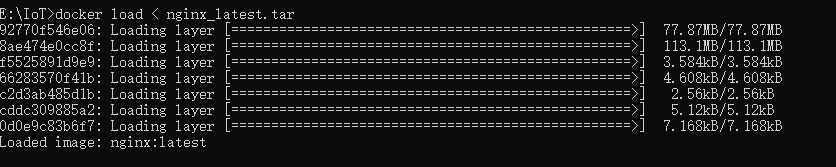 E:\IoT>docker load < nginx_latest.tar
92770f546e06: Loading layer [==================================================>]  77.87MB/77.87MB
8ae474e0cc8f: Loading layer [==================================================>]  113.1MB/113.1MB
f5525891d9e9: Loading layer [==================================================>]  3.584kB/3.584kB
66283570f41b: Loading layer [==================================================>]  4.608kB/4.608kB
c2d3ab485d1b: Loading layer [==================================================>]  2.56kB/2.56kB
cddc309885a2: Loading layer [==================================================>]  5.12kB/5.12kB
0d0e9c83b6f7: Loading layer [==================================================>]  7.168kB/7.168kB
Loaded image: nginx:latest